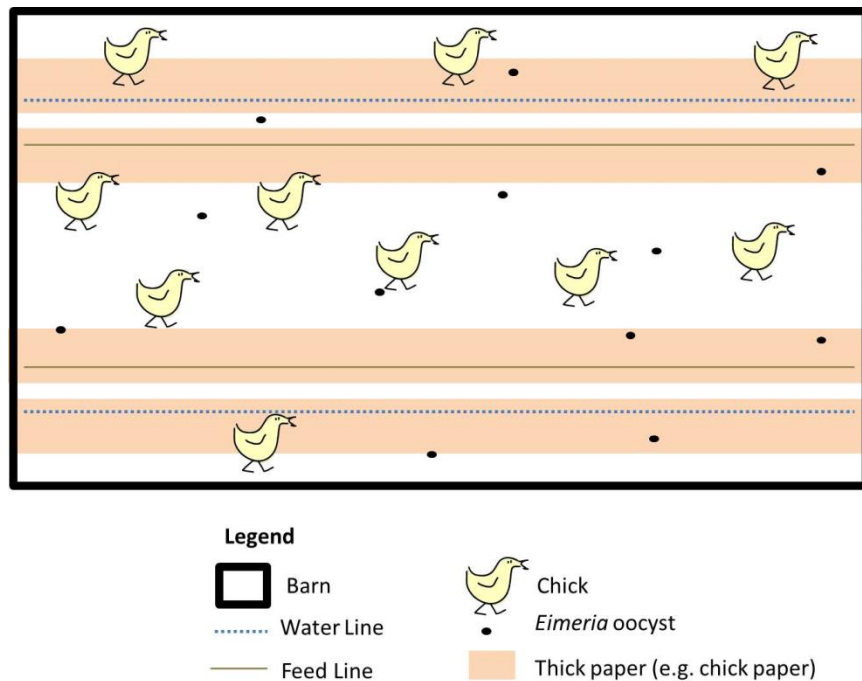 Legend
Barn
Chick
Water Line
Eimeria oocyst
Feed Line
Thick paper (e.g. chick paper)